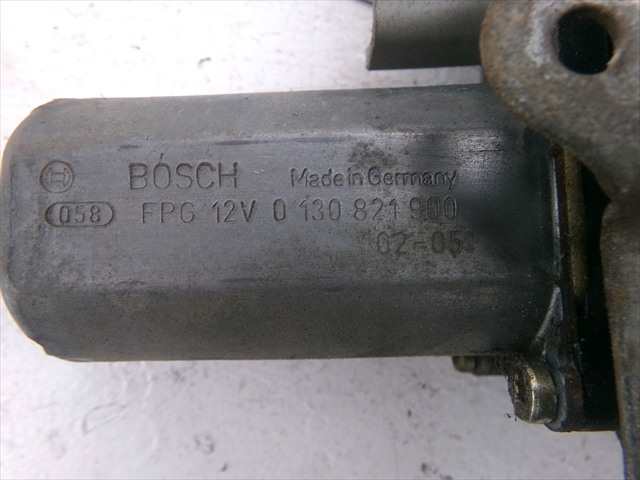 BOSCH Made in Germany
058 FPG 12V 0 130 821 900
02-05